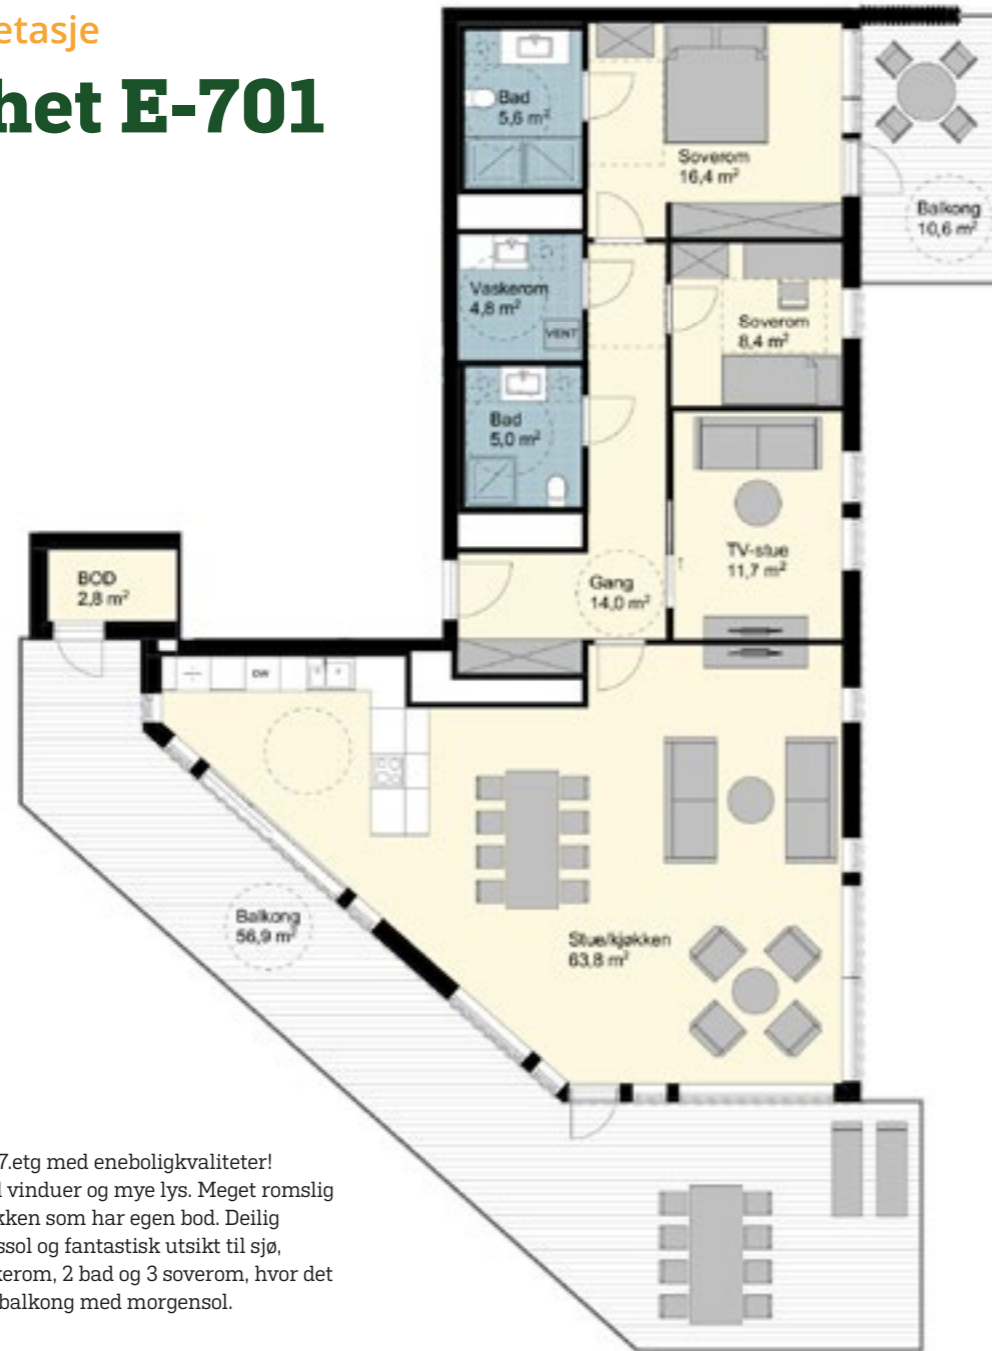 etasje
het E-701
Bad
5,6 m²
Soverom
16,4 m²
Balkong
10,6 m²
Vaskerom
4,8 m²
VENT
Soverom
8,4 m²
Bad
5,0 m²
TV-stue
11,7 m²
BOD
2,8 m²
Gang
14,0 m²
DW
Balkong
56,9 m²
Stue/kjøkken
63,8 m²
7.etg med eneboligkvaliteter!
vinduer og mye lys. Meget romslig
kken som har egen bod. Deilig
ssol og fantastisk utsikt til sjø,
kerom, 2 bad og 3 soverom, hvor det
balkong med morgensol.